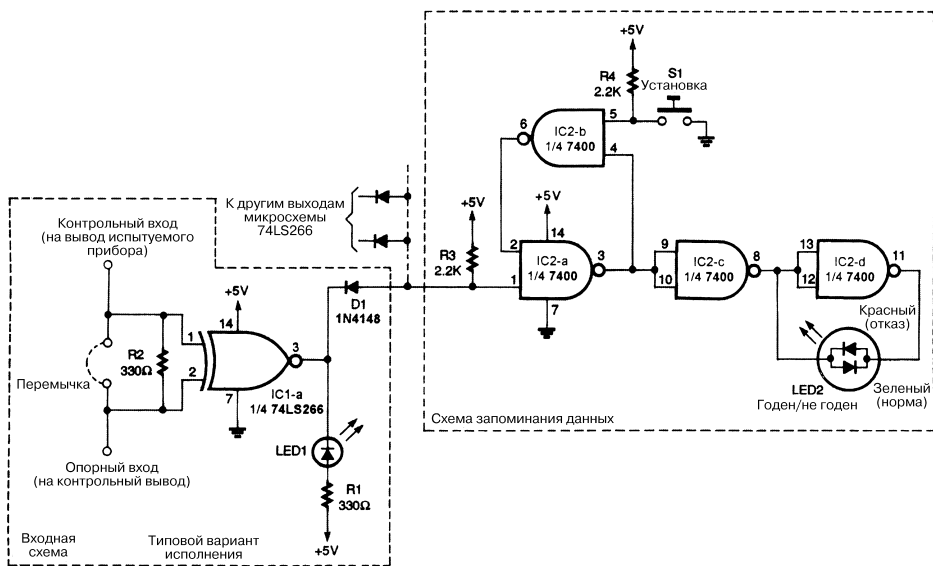 +5V
R4
2.2K
S1
Установка
6
IC2-b
1/4 7400
5
4
К другим выходам
микросхемы
74LS266
+5V
R3
2.2K
+5V
14
2
1
IC2-a
1/4 7400
3
7
9
10
IC2-c
1/4 7400
8
13
12
IC2-d
1/4 7400
11
Красный
(отказ)
LED2
Годен/не годен
Зеленый
(норма)
Схема запоминания данных
Контрольный вход
(на вывод испытуемого
прибора)
+5V
D1
1N4148
14
1
2
3
R2
330Ω
Перемычка
7
IC1-a
1/4 74LS266
LED1
Опорный вход
(на контрольный вывод)
R1
330Ω
+5V
Входная
схема
Типовой вариант
исполнения